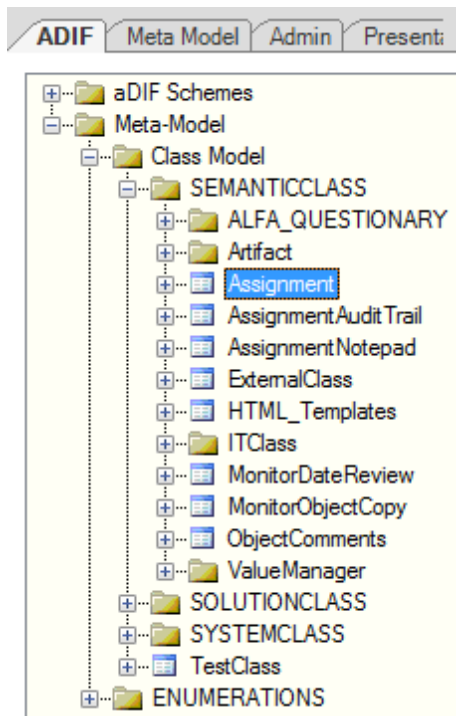 ADIF Meta Model Admin
aDIF Schemes
Meta-Model
Class Model
SEMANTICCLASS
ALFA_QUESTIONARY
Artifact
Assignment
AssignmentAuditTrail
AssignmentNotepad
ExternalClass
HTML_Templates
ITClass
MonitorDateReview
MonitorObjectCopy
ObjectComments
ValueManager
SOLUTIONCLASS
SYSTEMCLASS
TestClass
ENUMERATIONS